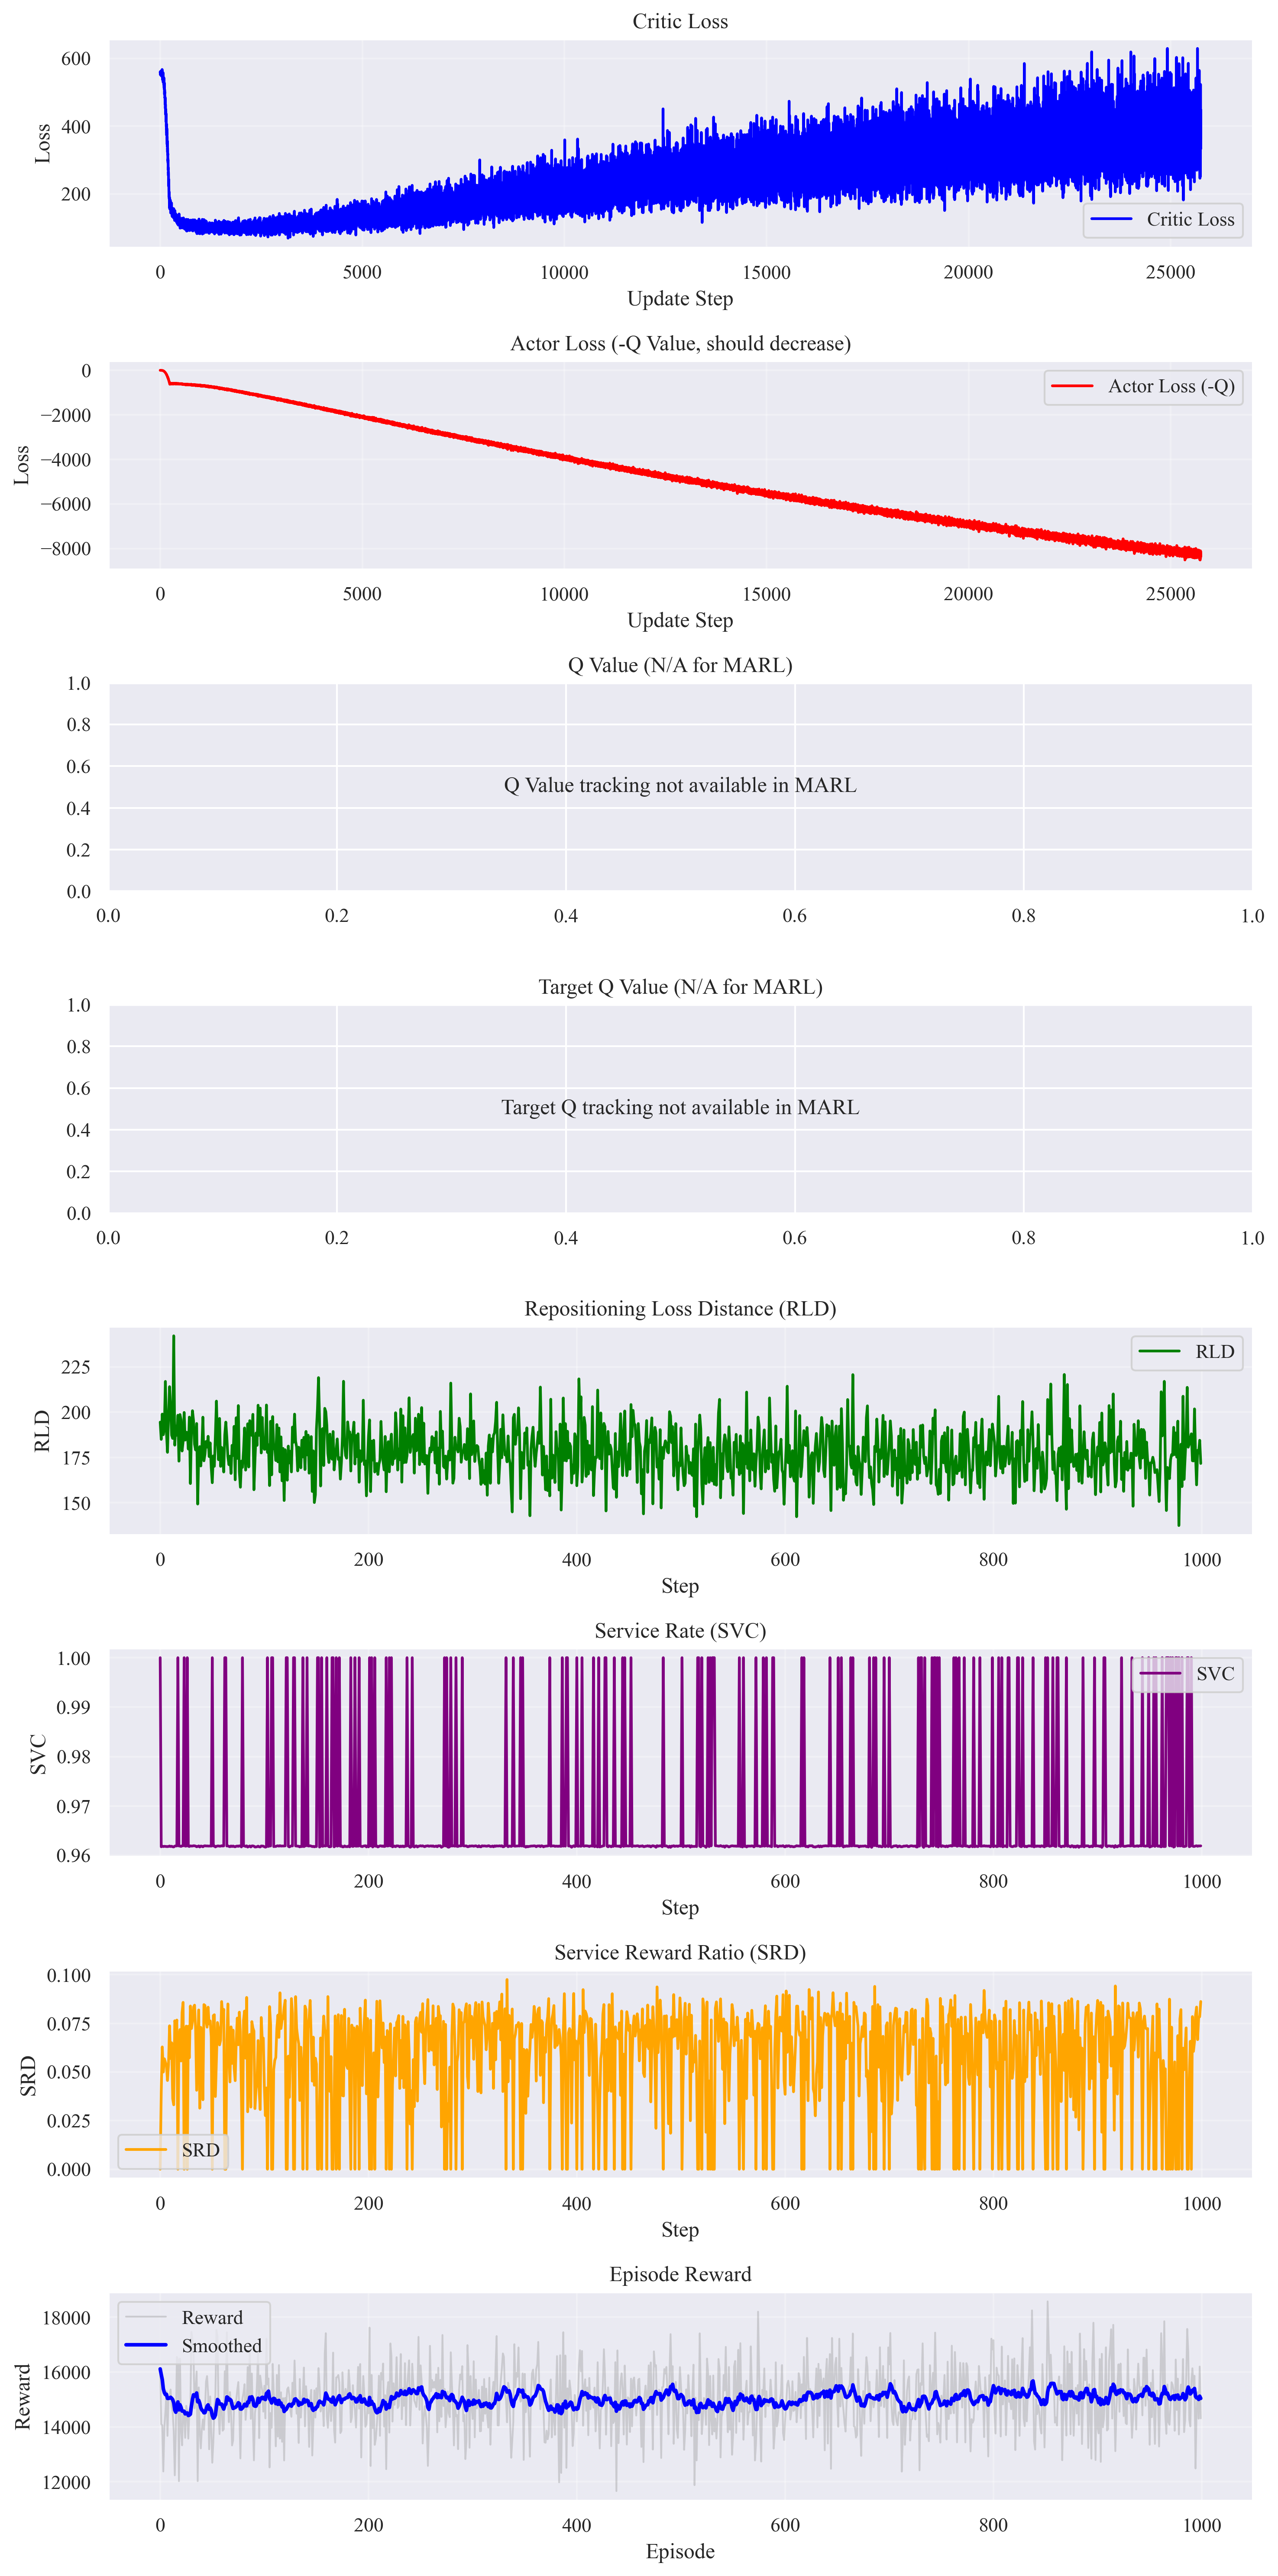 Critic Loss
600
400
200
Loss
Critic Loss
0 5000 10000 15000 20000 25000
Update Step
Actor Loss (-Q Value, should decrease)
0
−2000
−4000
−6000
−8000
Loss
Actor Loss (-Q)
0 5000 10000 15000 20000 25000
Update Step
Q Value (N/A for MARL)
1.0
0.8
0.6
0.4
0.2
0.0
Q Value tracking not available in MARL
0.0 0.2 0.4 0.6 0.8 1.0
Target Q Value (N/A for MARL)
1.0
0.8
0.6
0.4
0.2
0.0
Target Q tracking not available in MARL
0.0 0.2 0.4 0.6 0.8 1.0
Repositioning Loss Distance (RLD)
225
200
175
150
RLD
RLD
0 200 400 600 800 1000
Step
Service Rate (SVC)
1.00
0.99
0.98
0.97
0.96
SVC
SVC
0 200 400 600 800 1000
Step
Service Reward Ratio (SRD)
0.100
0.075
0.050
0.025
0.000
SRD
SRD
0 200 400 600 800 1000
Step
Episode Reward
18000
16000
14000
12000
Reward
Reward
Smoothed
0 200 400 600 800 1000
Episode